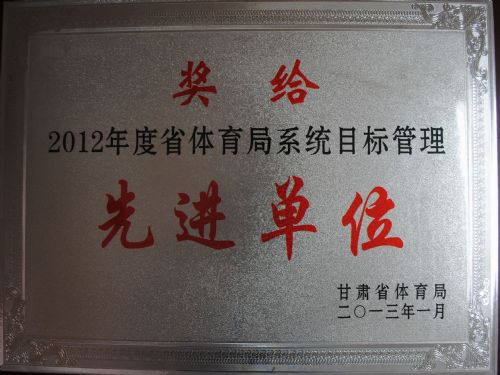 奖给
2012年度省体育局系统目标管理
先进单位
甘肃省体育局
二〇一三年一月